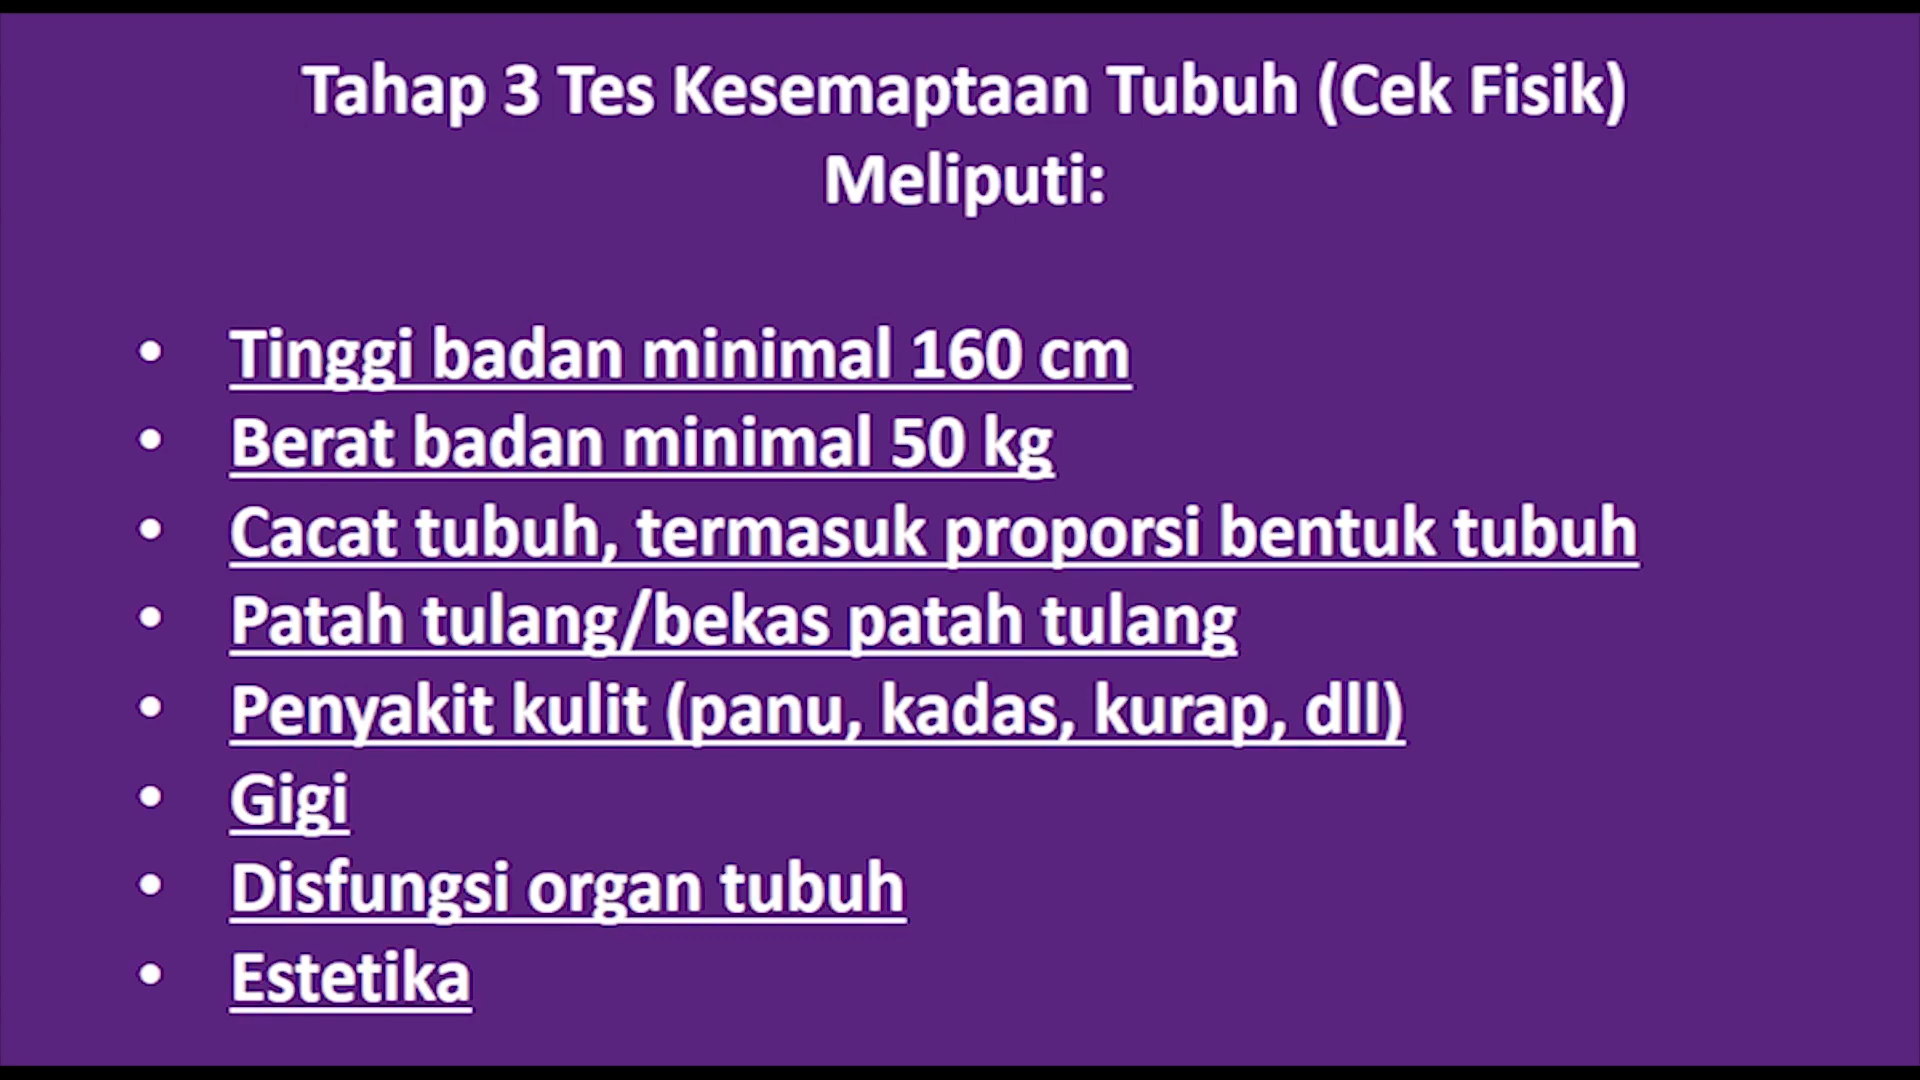 Tahap 3 Tes Kesemaptaan Tubuh (Cek Fisik)
Meliputi:
• Tinggi badan minimal 160 cm
• Berat badan minimal 50 kg
• Cacat tubuh, termasuk proporsi bentuk tubuh
• Patah tulang/bekas patah tulang
• Penyakit kulit (panu, kadas, kurap, dll)
• Gigi
• Disfungsi organ tubuh
• Estetika